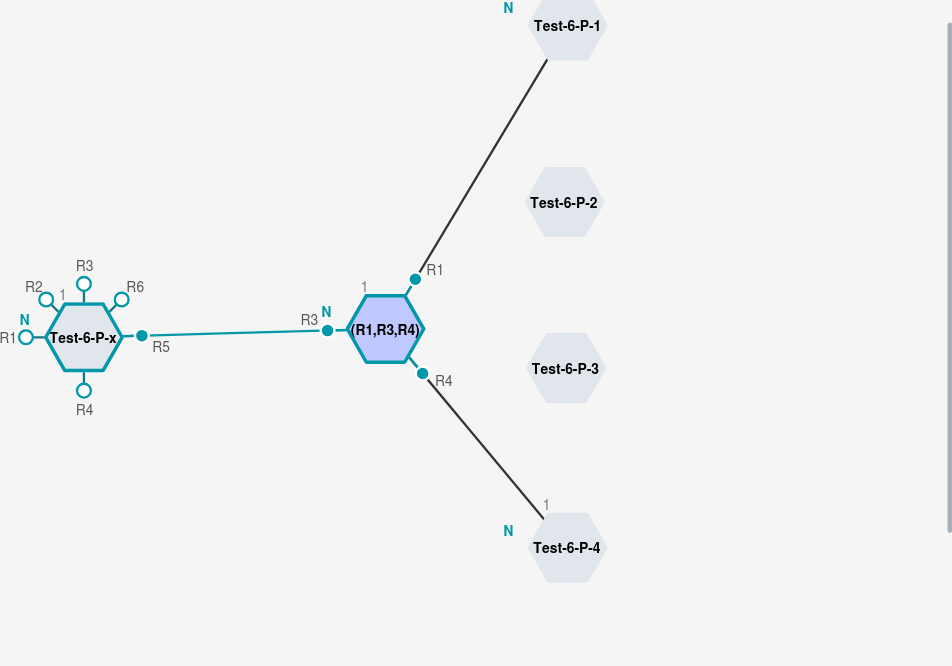 N
Test-6-P-1
Test-6-P-2
R3
R1
R2
1
R6
1
N
N
R3
R1
Test-6-P-x
(R1,R3,R4)
R5
Test-6-P-3
R4
R4
1
N
Test-6-P-4